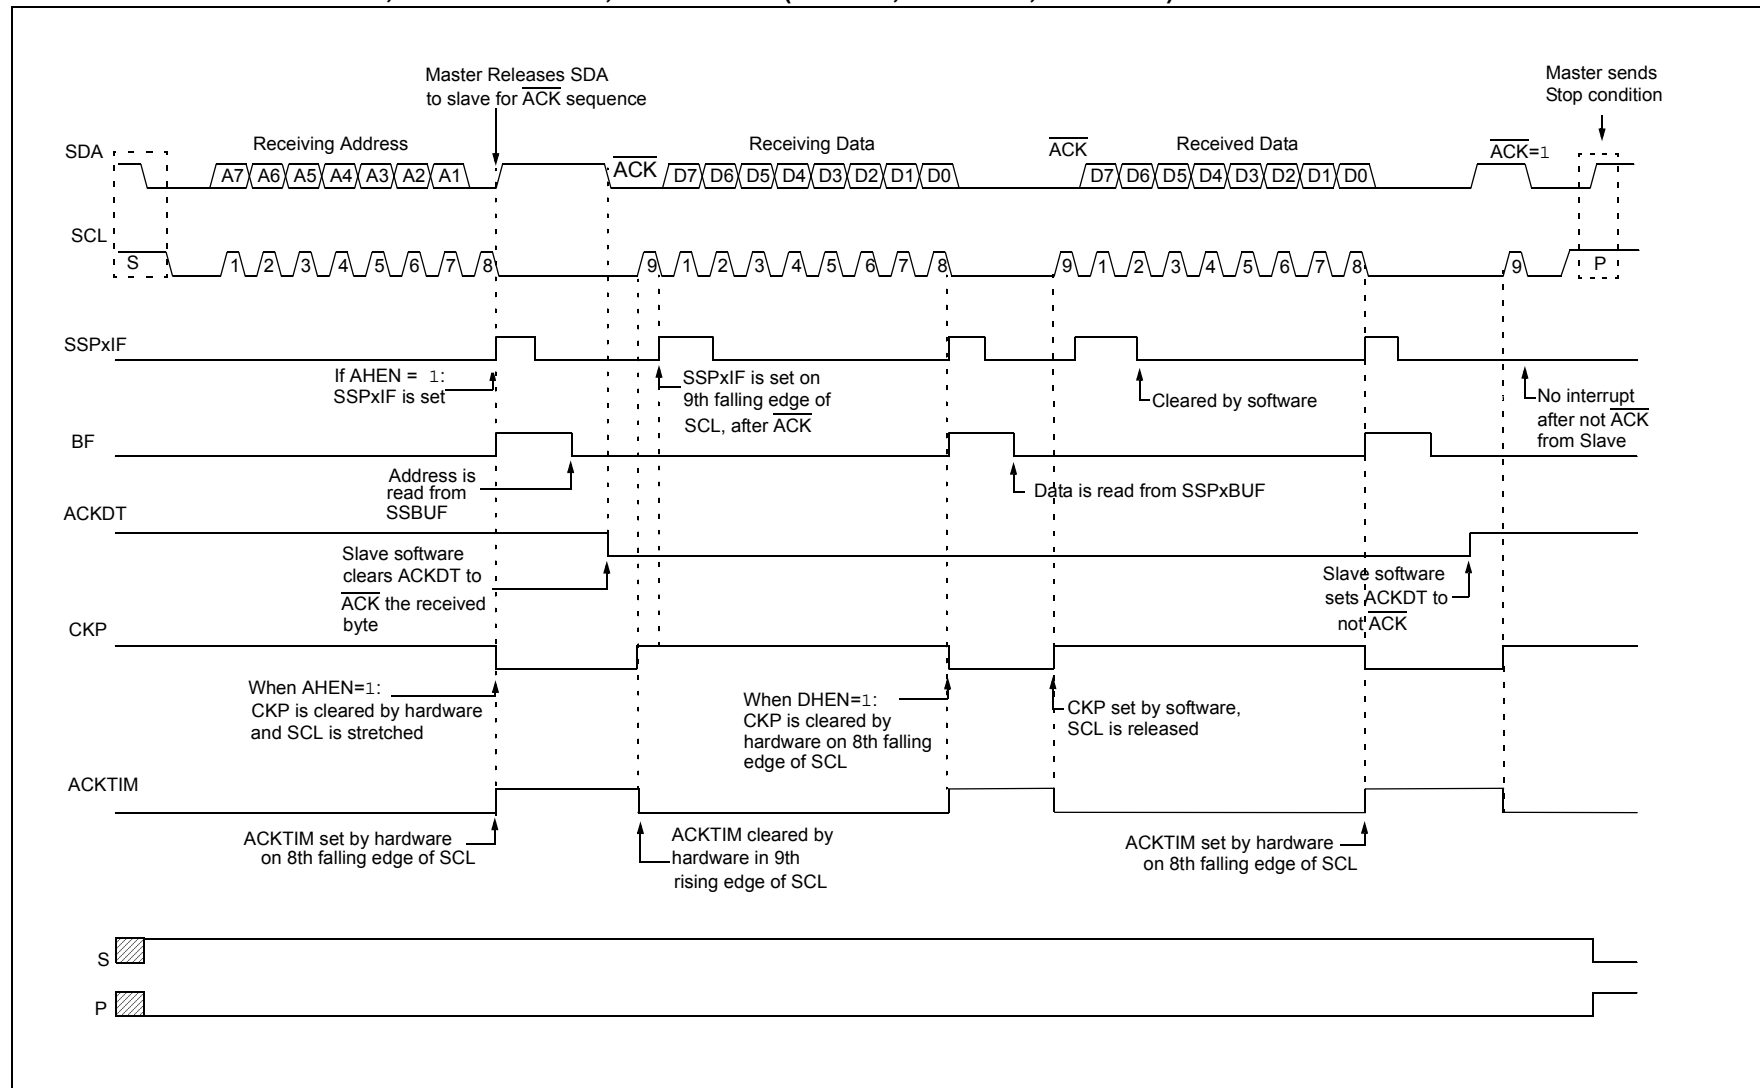 Master Releases SDA
to slave for ACK sequence
Master sends
Stop condition
Receiving Address
Receiving Data
ACK
Received Data
ACK=1
SDA
A7 A6 A5 A4 A3 A2 A1
ACK
D7 D6 D5 D4 D3 D2 D1 D0
D7 D6 D5 D4 D3 D2 D1 D0
SCL
S
1 2 3 4 5 6 7 8
9 1 2 3 4 5 6 7 8
9 1 2 3 4 5 6 7 8
9
P
SSPxIF
If AHEN = 1:
SSPxIF is set
SSPxIF is set on
9th falling edge of
SCL, after ACK
Cleared by software
No interrupt
after not ACK
from Slave
BF
Address is
read from
SSBUF
Data is read from SSPxBUF
ACKDT
Slave software
clears ACKDT to
ACK the received
byte
Slave software
sets ACKDT to
not ACK
CKP
When AHEN=1:
CKP is cleared by hardware
and SCL is stretched
When DHEN=1:
CKP is cleared by
hardware on 8th falling
edge of SCL
CKP set by software,
SCL is released
ACKTIM
ACKTIM set by hardware
on 8th falling edge of SCL
ACKTIM cleared by
hardware in 9th
rising edge of SCL
ACKTIM set by hardware
on 8th falling edge of SCL
S
P